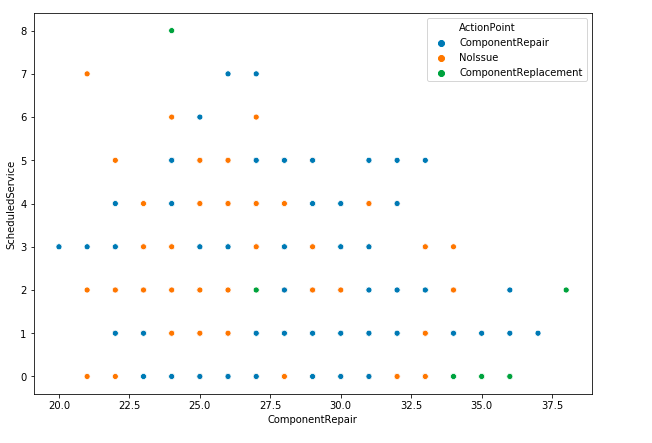 ActionPoint
ComponentRepair
NoIssue
ComponentReplacement
8
7
6
5
4
3
2
1
0
ScheduledService
20.0 22.5 25.0 27.5 30.0 32.5 35.0 37.5
ComponentRepair